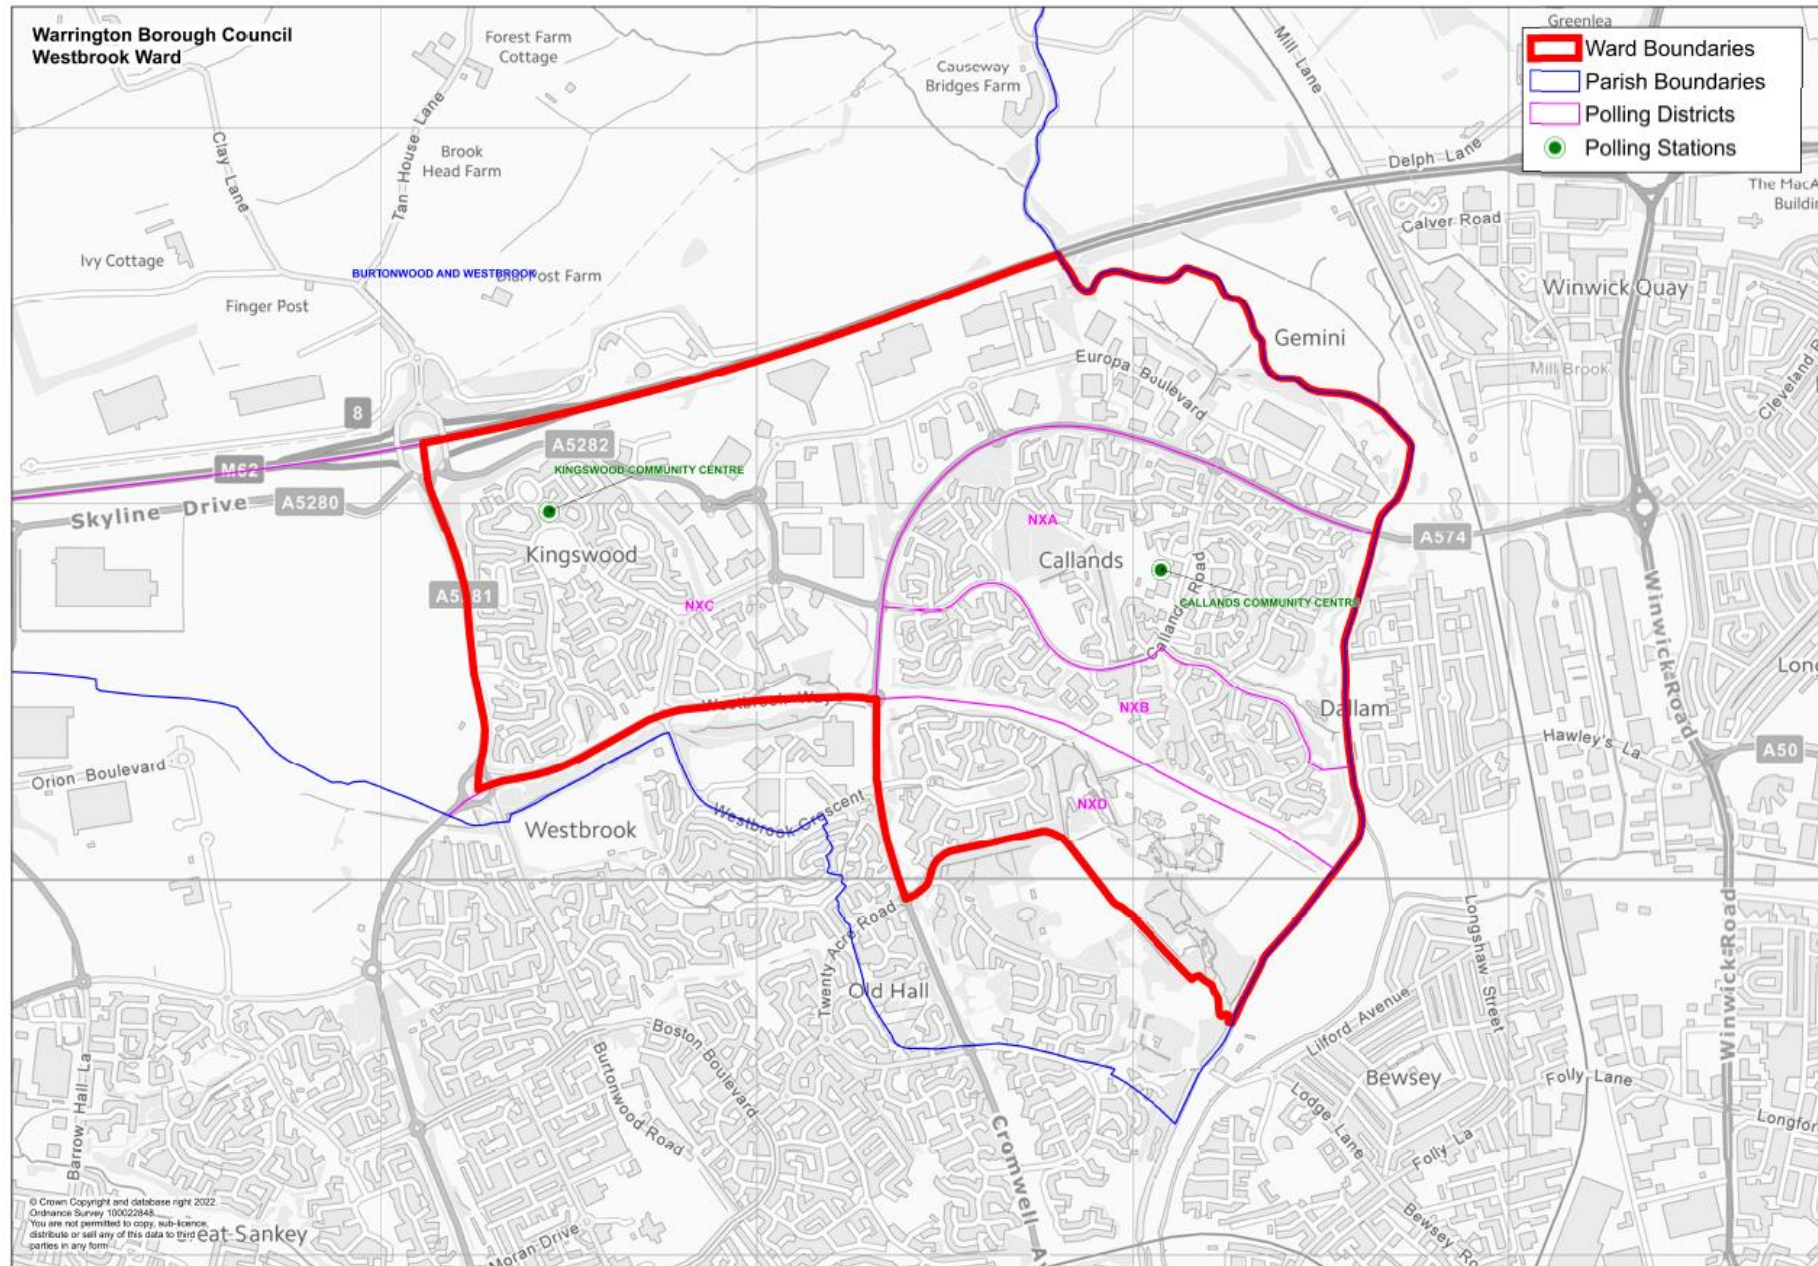 Warrington Borough Council
Westbrook Ward
Ward Boundaries
Parish Boundaries
Polling Districts
Polling Stations
Greenlea
Forest Farm
Cottage
Causeway
Bridges Farm
Mill Lane
Clay Lane
Tan House Lane
Brook
Head Farm
Delph Lane
Calver Road
Ivy Cottage
BURTONWOOD AND WESTBROOK
Dial Post Farm
Finger Post
Winwick Quay
Gemini
Europa Boulevard
Mill Brook
8
M62
A5282
A5280
Skyline Drive
KINGSWOOD COMMUNITY CENTRE
Kingswood
NXA
Callands
A574
A5281
NXC
Callands Road
CALLANDS COMMUNITY CENTRE
Winwick Road
Westbrook Way
NXB
Dallam
Hawley's La
A50
Orion Boulevard
NXD
Westbrook Crescent
Westbrook
Twenty Acre Road
Old Hall
Longshaw Street
Winwick Road
Boston Boulevard
Burtonwood Road
Lilford Avenue
Bewsey
Folly Lane
Lodge Lane
Folly La
Barrow Hall La
Cromwell A
Bewsey Ro
Moran Drive
© Crown Copyright and database right 2022
Ordnance Survey 100022848
You are not permitted to copy, sub-licence,
distribute or sell any of this data to third
parties in any form